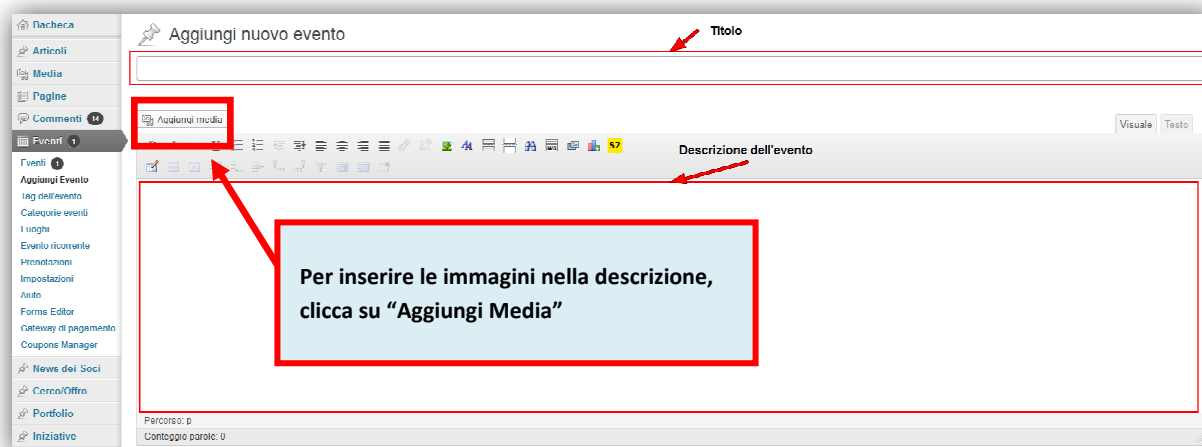 Bacheca
Articoli
Media
Pagine
Commenti 14
Eventi 1
Eventi 1
Aggiungi Evento
Tag dell'evento
Categorie eventi
Luoghi
Evento ricorrente
Prenotazioni
Impostazioni
Aiuto
Forms Editor
Gateway di pagamento
Coupons Manager
News dei Soci
Cerco/Offro
Portfolio
Iniziative
Aggiungi nuovo evento
Titolo
Aggiungi media
Visuale Testo
S2
Descrizione dell'evento
Per inserire le immagini nella descrizione,
clicca su “Aggiungi Media”
Percorso: p
Conteggio parole: 0